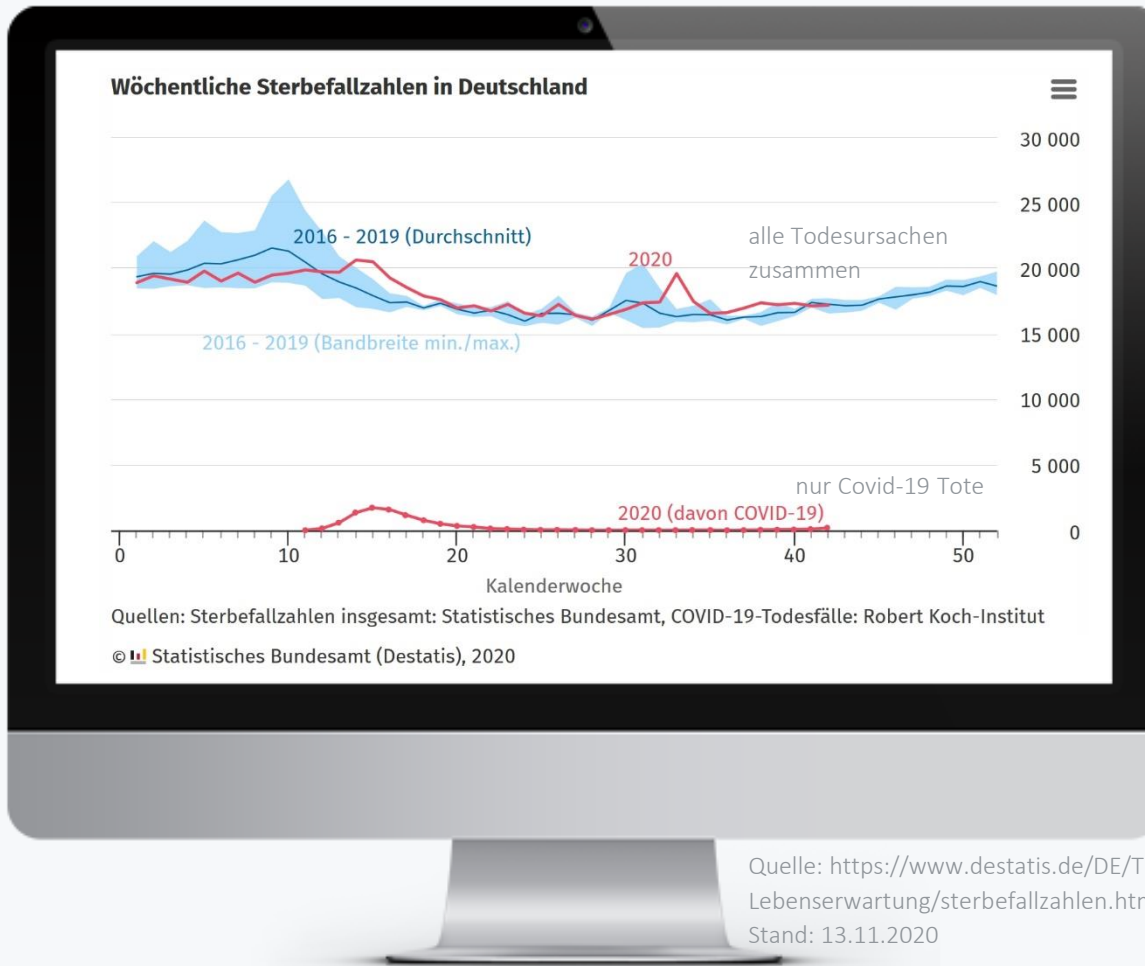 Wöchentliche Sterbefallzahlen in Deutschland
30 000
25 000
2016 - 2019 (Durchschnitt)
alle Todesursachen
zusammen
2020
20 000
2016 - 2019 (Bandbreite min./max.)
15 000
10 000
5 000
nur Covid-19 Tote
2020 (davon COVID-19)
0
0 10 20 30 40 50
Kalenderwoche
Quellen: Sterbefallzahlen insgesamt: Statistisches Bundesamt, COVID-19-Todesfälle: Robert Koch-Institut
© Statistisches Bundesamt (Destatis), 2020
Quelle: https://www.destatis.de/DE/T
Lebenserwartung/sterbefallzahlen.htn
Stand: 13.11.2020